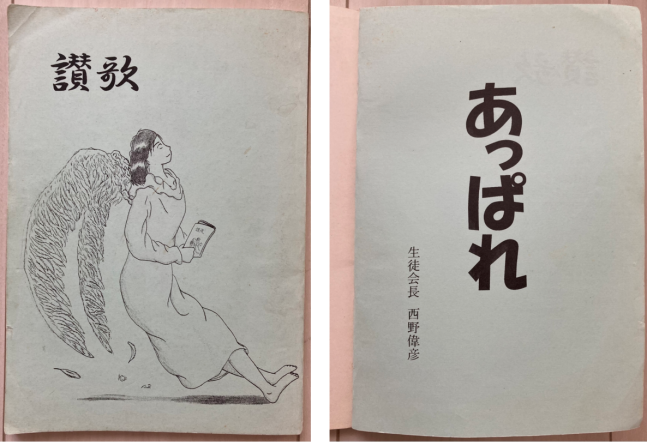 讃歌
あっぱれ
生徒会長 西野偉彦